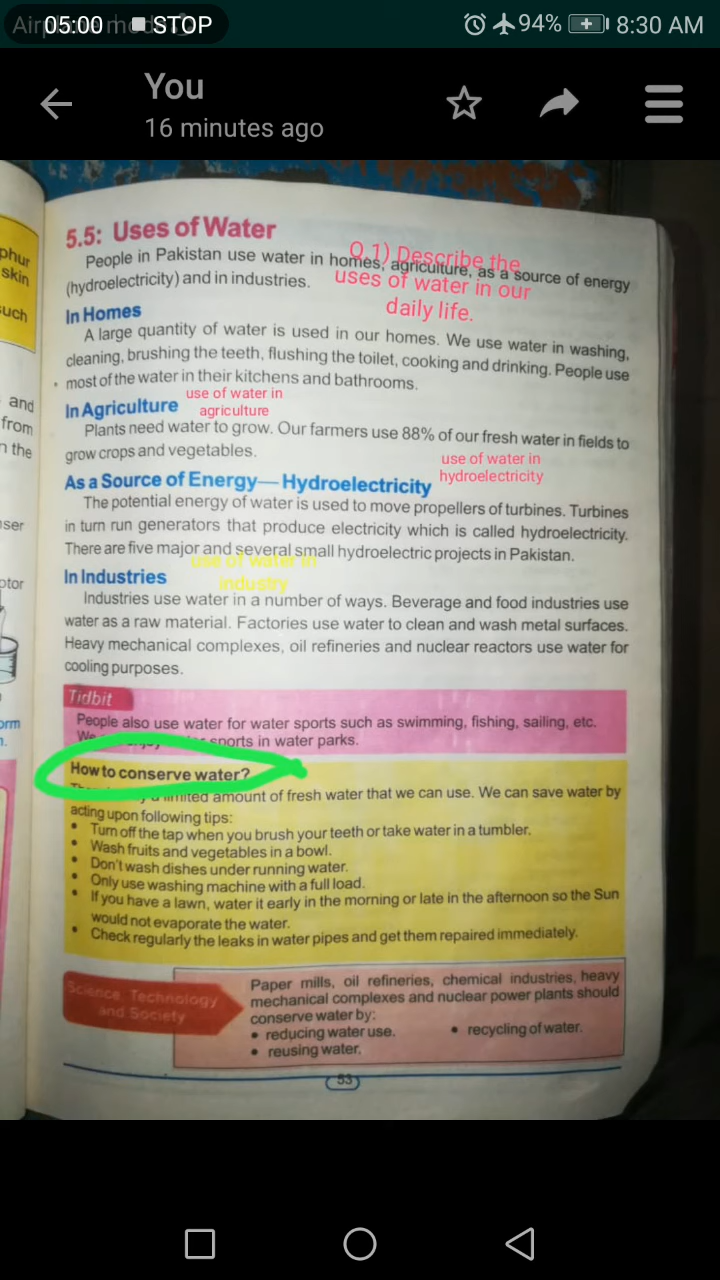 05:00 STOP 94% 8:30 AM
You
16 minutes ago
phur
skin
such
and
from
n the
nser
ptor
orm
n.
5.5: Uses of Water
People in Pakistan use water in homes, agriculture, as a source of energy
(hydroelectricity) and in industries.
Q.1) Describe the
uses of water in our
daily life.
In Homes
A large quantity of water is used in our homes. We use water in washing,
cleaning, brushing the teeth, flushing the toilet, cooking and drinking. People use
most of the water in their kitchens and bathrooms.
In Agriculture
use of water in
agriculture
Plants need water to grow. Our farmers use 88% of our fresh water in fields to
grow crops and vegetables.
use of water in
hydroelectricity
As a Source of Energy—Hydroelectricity
The potential energy of water is used to move propellers of turbines. Turbines
in turn run generators that produce electricity which is called hydroelectricity.
There are five major and several small hydroelectric projects in Pakistan.
In Industries
use of water in
industry
Industries use water in a number of ways. Beverage and food industries use
water as a raw material. Factories use water to clean and wash metal surfaces.
Heavy mechanical complexes, oil refineries and nuclear reactors use water for
cooling purposes.
Tidbit
People also use water for water sports such as swimming, fishing, sailing, etc.
We sports in water parks.
How to conserve water?
limited amount of fresh water that we can use. We can save water by
acting upon following tips:
• Turn off the tap when you brush your teeth or take water in a tumbler.
• Wash fruits and vegetables in a bowl.
• Don't wash dishes under running water.
• Only use washing machine with a full load.
• If you have a lawn, water it early in the morning or late in the afternoon so the Sun
would not evaporate the water.
• Check regularly the leaks in water pipes and get them repaired immediately.
Science, Technology
and Society
Paper mills, oil refineries, chemical industries, heavy
mechanical complexes and nuclear power plants should
conserve water by:
• reducing water use. • recycling of water.
• reusing water.
53